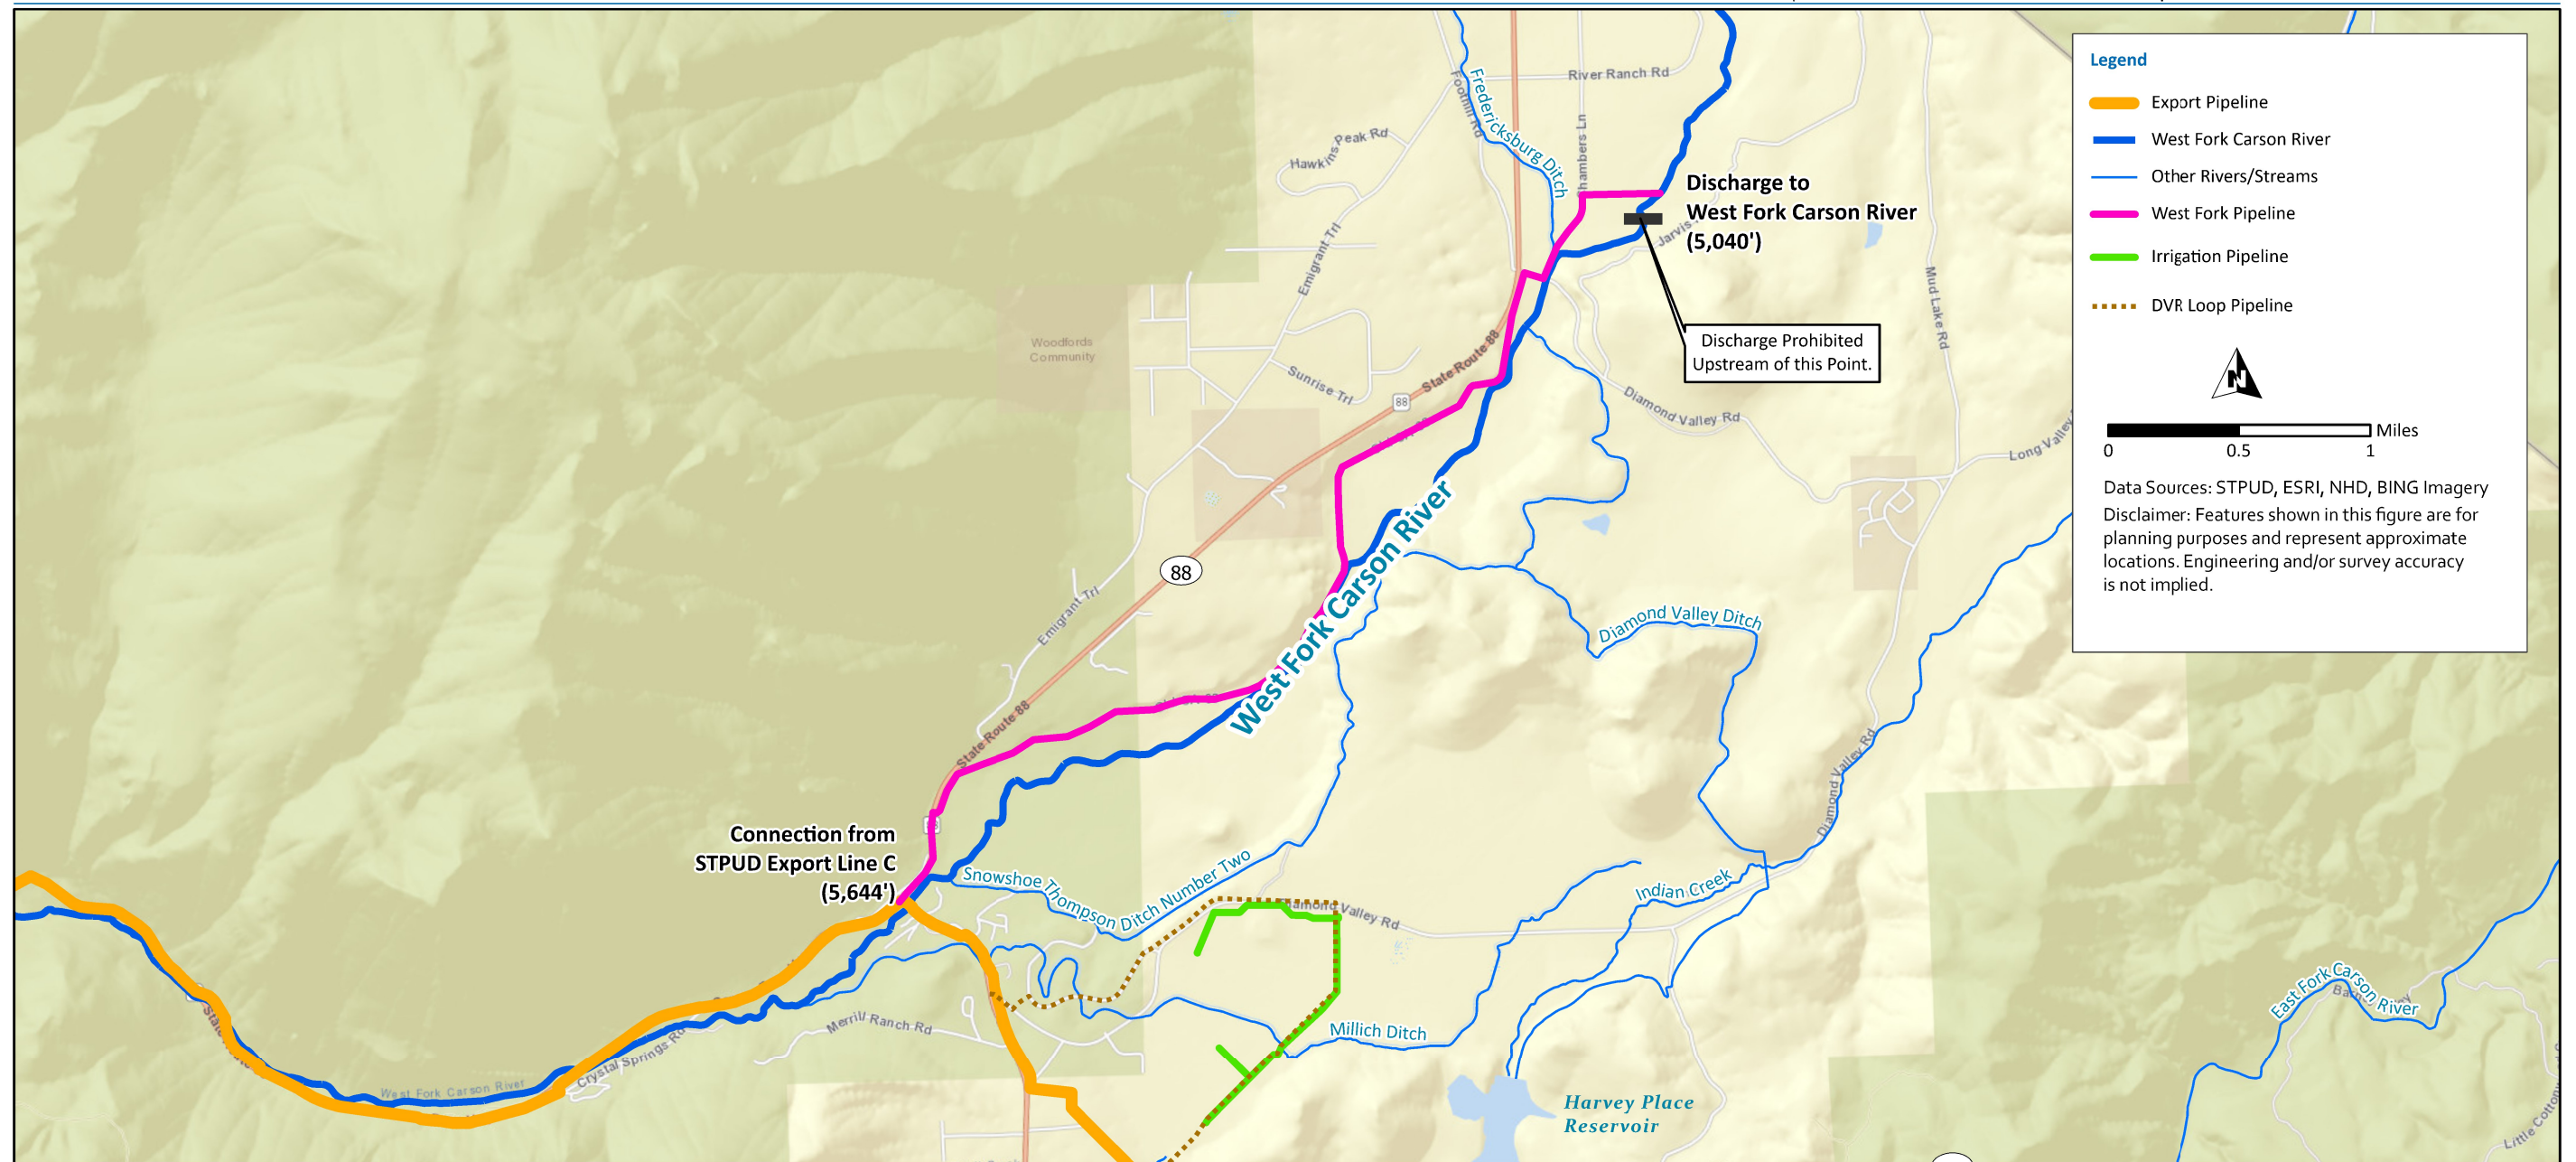 Legend
Export Pipeline
West Fork Carson River
Other Rivers/Streams
West Fork Pipeline
Irrigation Pipeline
DVR Loop Pipeline
N
Miles
0 0.5 1
Data Sources: STPUD, ESRI, NHD, BING Imagery
Disclaimer: Features shown in this figure are for
planning purposes and represent approximate
locations. Engineering and/or survey accuracy
is not implied.
River Ranch Rd
Foothill Rd
Fredericksburg Ditch
Chambers Ln
Hawkins Peak Rd
Emigrant Trl
Discharge to
West Fork Carson River
(5,040')
Jarvis
Discharge Prohibited
Upstream of this Point.
Mud Lake Rd
Woodfords
Community
Sunrise Trl
State Route 88
88
Diamond Valley Rd
Long Valley
88
Emigrant Trl
West Fork Carson River
Diamond Valley Ditch
State Route 88
Diamond Valley Rd
Connection from
STPUD Export Line C
(5,644')
Snowshoe Thompson Ditch Number Two
Indian Creek
Diamond Valley Rd
Merrill Ranch Rd
Millich Ditch
East Fork Carson River
Crystal Springs Rd
West Fork Carson River
Harvey Place
Reservoir